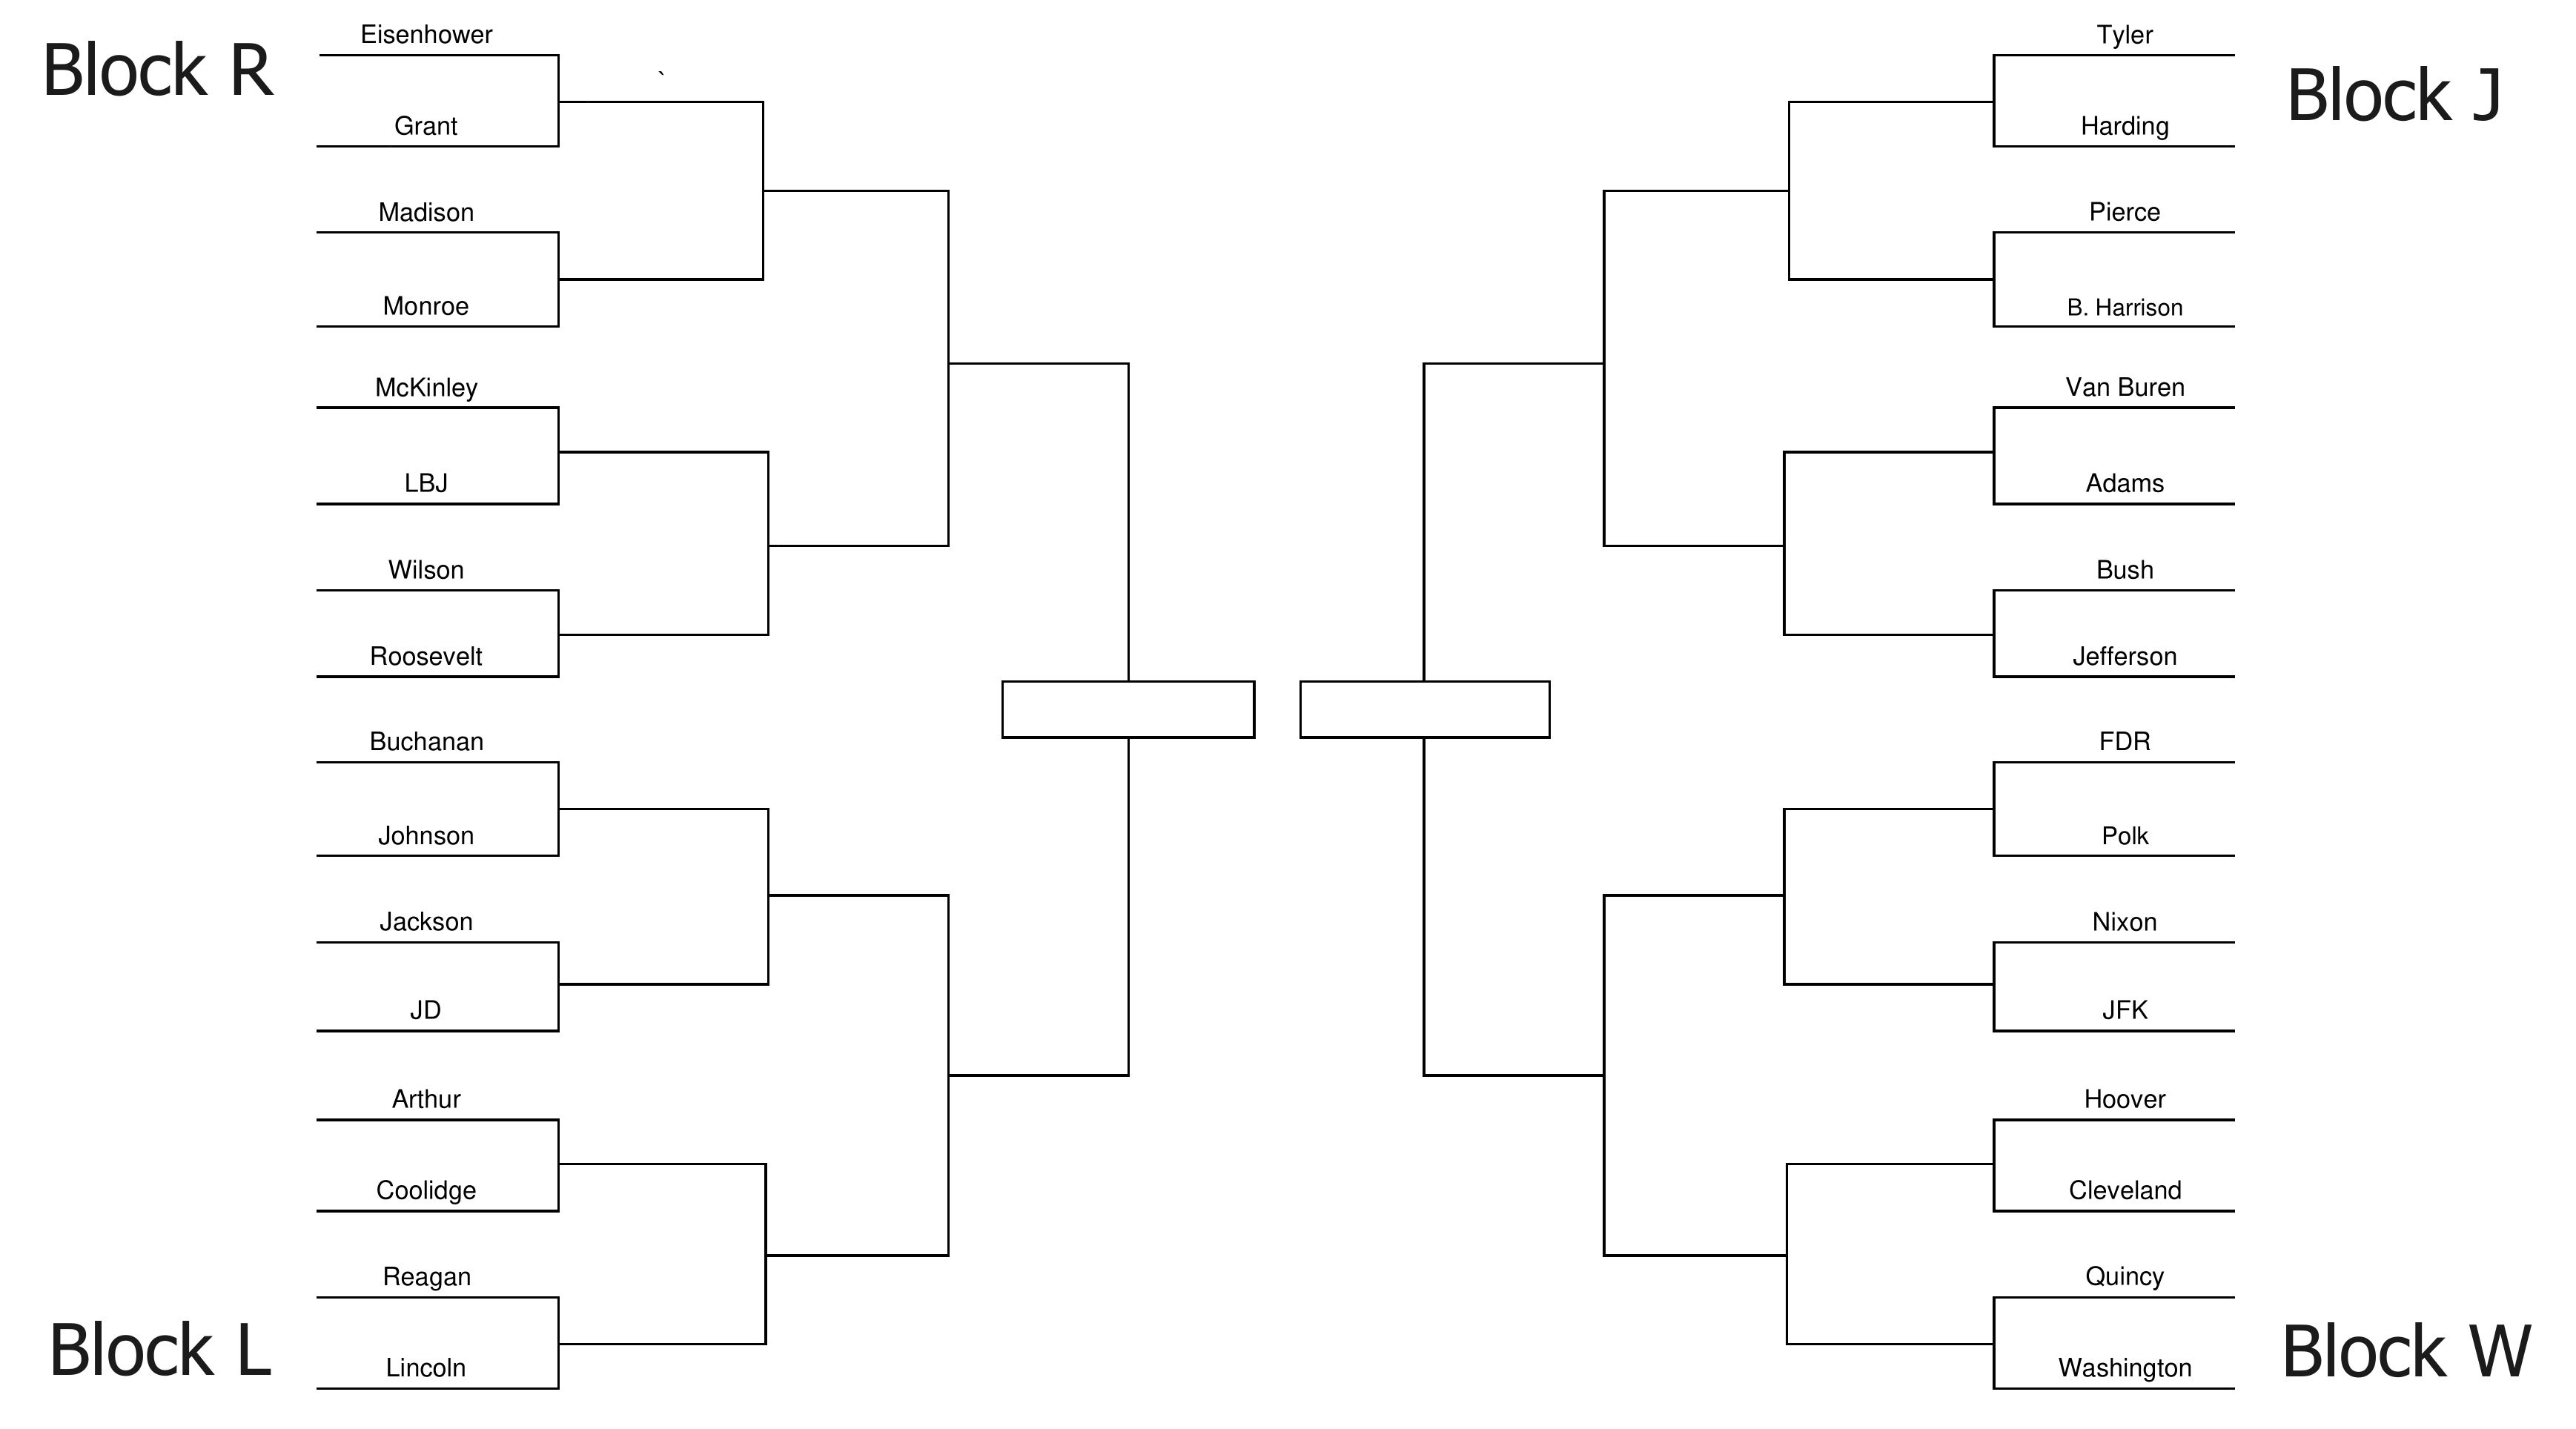 Block R
Eisenhower
`
Grant
Madison
Monroe
McKinley
LBJ
Wilson
Roosevelt
Block L
Buchanan
Johnson
Jackson
JD
Arthur
Coolidge
Reagan
Lincoln
Block J
Tyler
Harding
Pierce
B. Harrison
Van Buren
Adams
Bush
Jefferson
Block W
FDR
Polk
Nixon
JFK
Hoover
Cleveland
Quincy
Washington